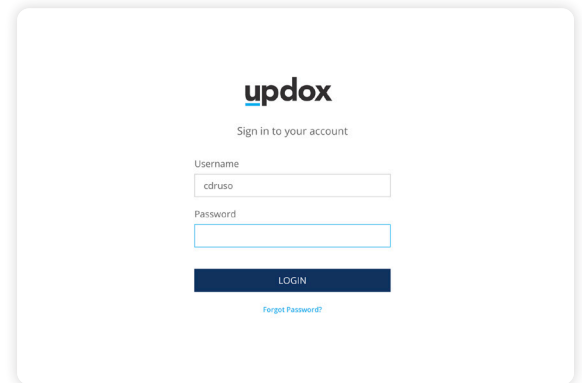 updox
Sign in to your account
Username
cdruso
Password
LOGIN
Forgot Password?